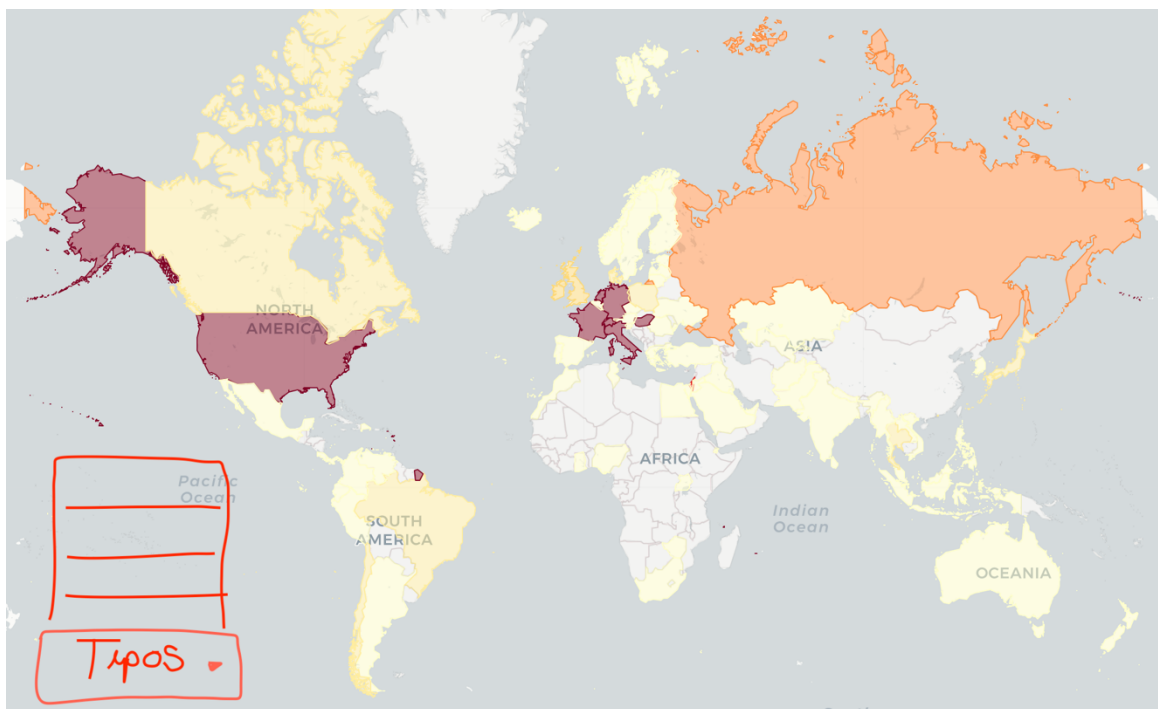 NORTH
AMERICA
ASIA
Pacific
Ocean
AFRICA
Indian
Ocean
SOUTH
AMERICA
OCEANIA
Tipos